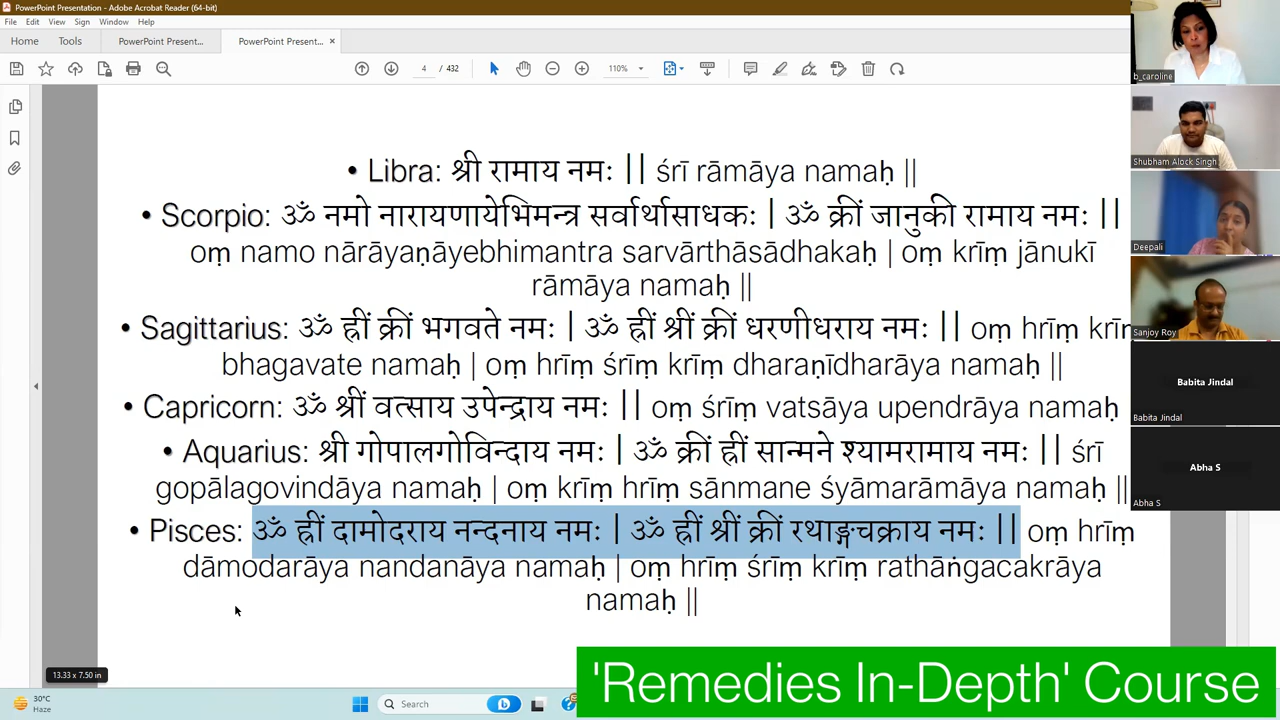 PowerPoint Presentation - Adobe Acrobat Reader (64-bit)
File Edit View Sign Window Help
Home Tools PowerPoint Present... PowerPoint Present... ×
4 / 432 110%
• Libra: श्री रामाय नमः || śrī rāmāya namaḥ ||
• Scorpio: ॐ नमो नारायणायेभिमन्त्र सर्वार्थासाधकः | ॐ क्रीं जानुकी रामाय नमः ||
oṃ namo nārāyaṇāyebhimantra sarvārthāsādhakaḥ | oṃ krīṃ jānukī
rāmāya namaḥ ||
• Sagittarius: ॐ ह्रीं क्रीं भगवते नमः | ॐ ह्रीं श्रीं क्रीं धरणीधराय नमः || oṃ hrīṃ krīṃ
bhagavate namaḥ | oṃ hrīṃ śrīṃ krīṃ dharaṇīdharāya namaḥ ||
• Capricorn: ॐ श्रीं वत्साय उपेन्द्राय नमः || oṃ śrīṃ vatsāya upendrāya namaḥ
• Aquarius: श्री गोपालगोविन्दाय नमः | ॐ क्रीं ह्रीं सान्मने श्यामरामाय नमः || śrī
gopālagovindāya namaḥ | oṃ krīṃ hrīṃ sānmane śyāmarāmāya namaḥ ||
• Pisces: ॐ ह्रीं दामोदराय नन्दनाय नमः | ॐ ह्रीं श्रीं क्रीं रथाङ्गचक्राय नमः || oṃ hrīṃ
dāmodarāya nandanāya namaḥ | oṃ hrīṃ śrīṃ krīṃ rathāṅgacakrāya
namaḥ ||
b_caroline
Shubham Alock Singh
Deepali
Sanjoy Roy
Babita Jindal
Babita Jindal
Abha S
Abha S
13.33 x 7.50 in
'Remedies In-Depth' Course
30°C
Haze
Search